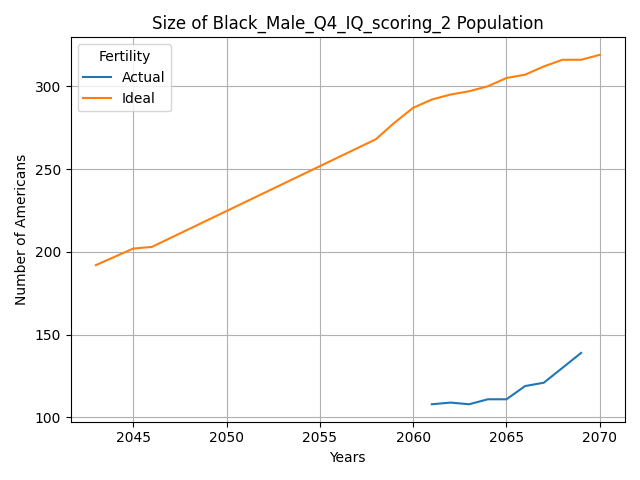 Size of Black_Male_Q4_IQ_scoring_2 Population
Fertility
Actual
Ideal
Number of Americans
300
250
200
150
100
2045 2050 2055 2060 2065 2070
Years